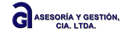 ASESORÍA Y GESTIÓN,
CIA. LTDA.